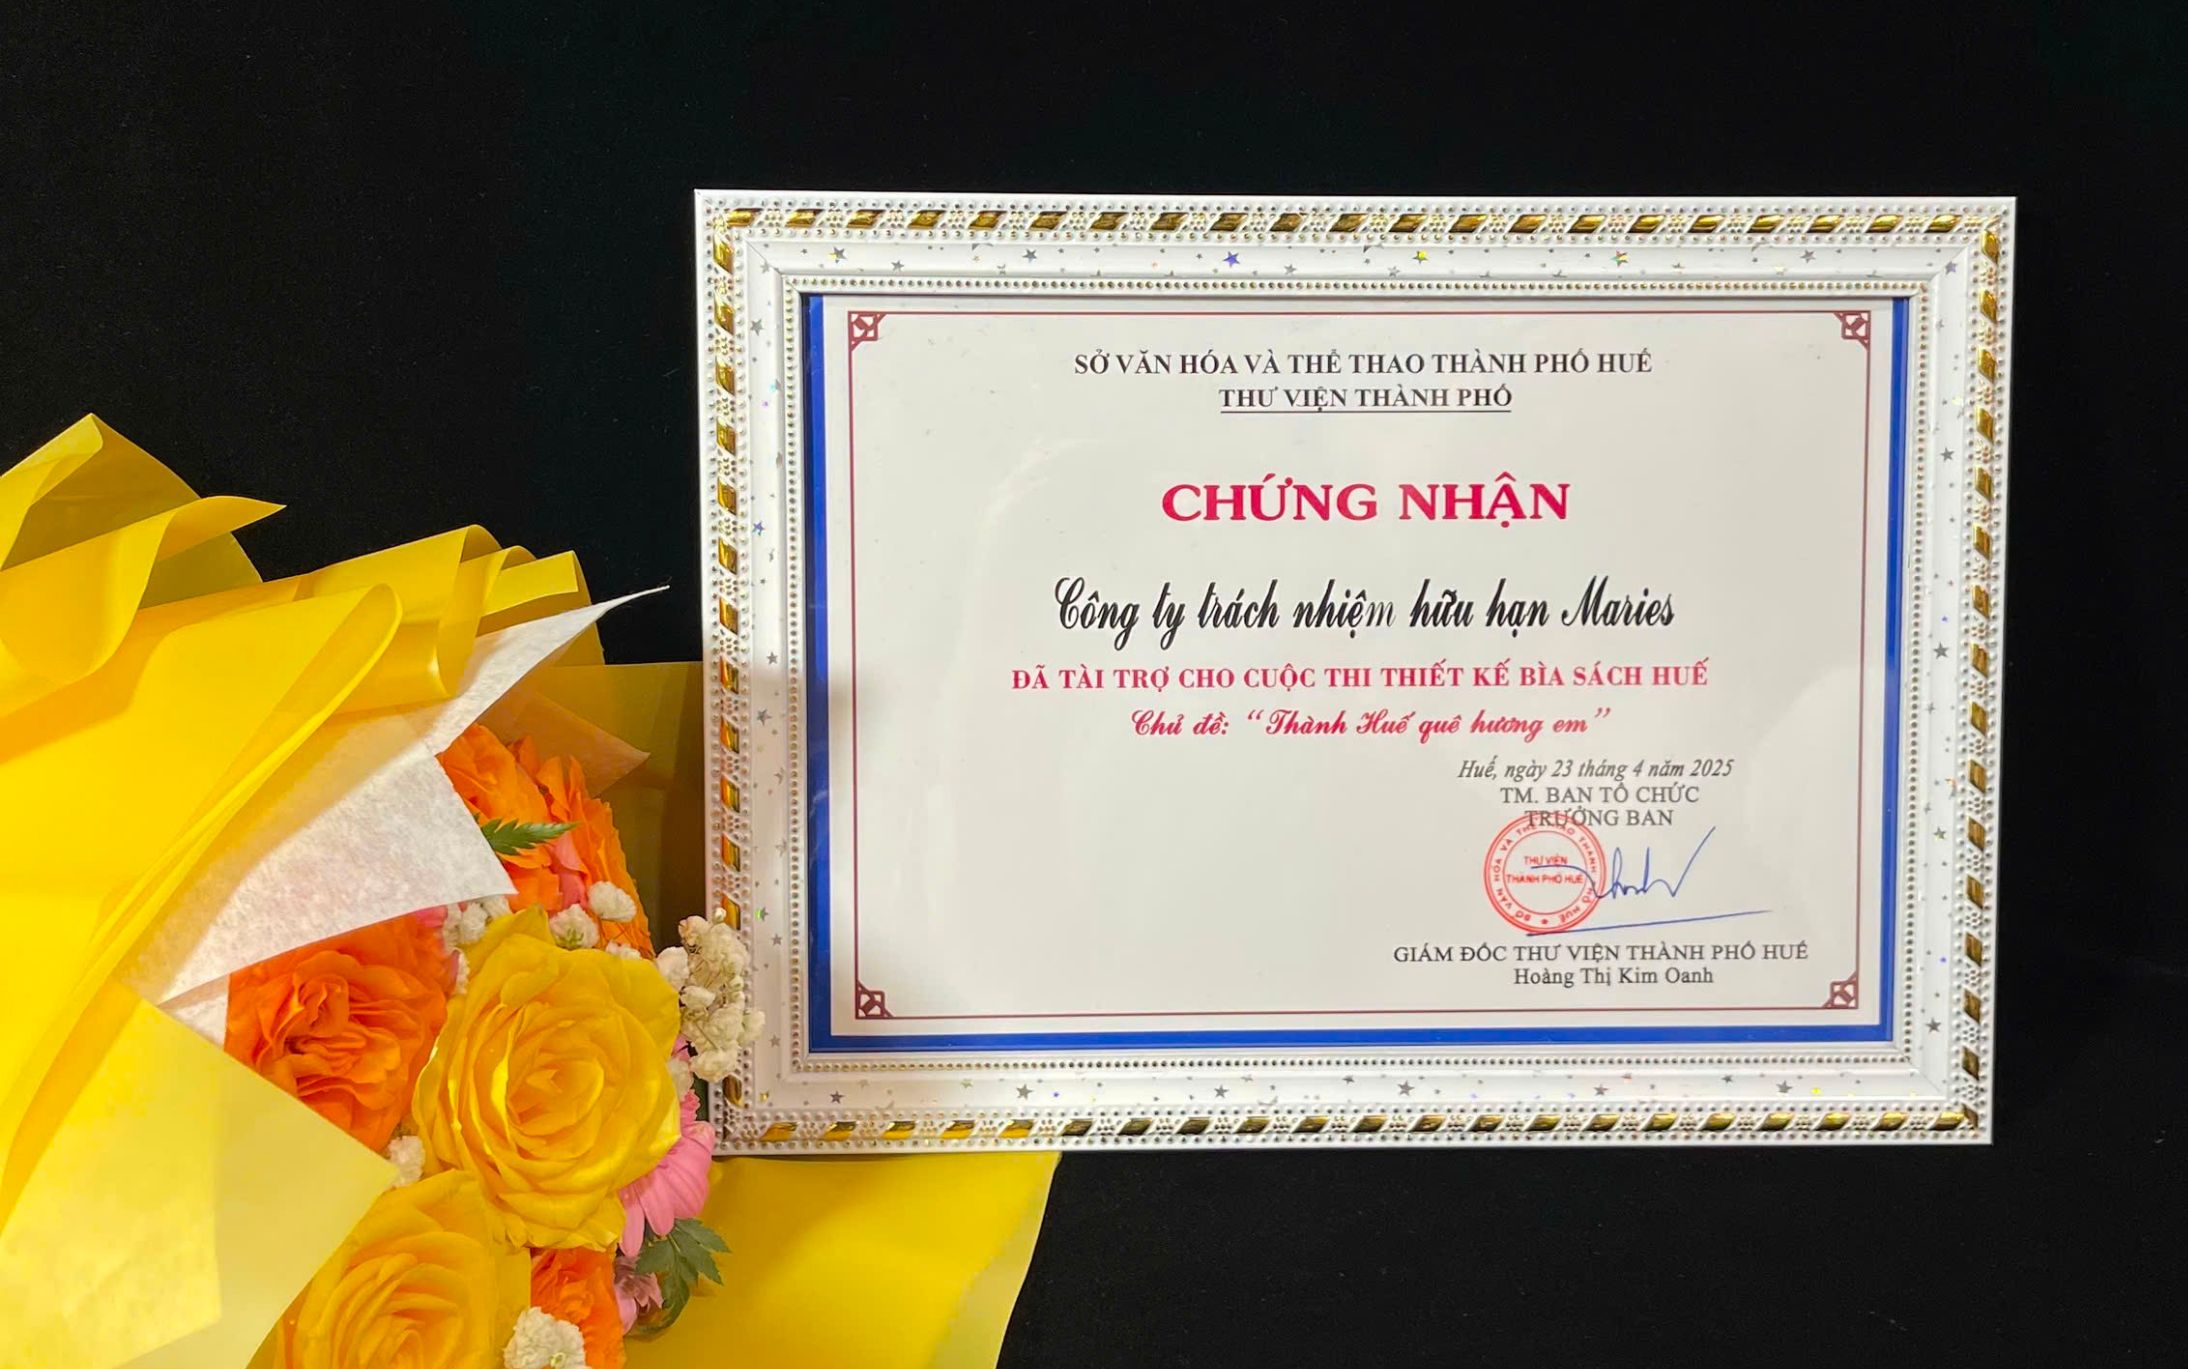 SỞ VĂN HÓA VÀ THỂ THAO THÀNH PHỐ HUẾ
THƯ VIỆN THÀNH PHỐ
CHỨNG NHẬN
Công ty trách nhiệm hữu hạn Maries
ĐÃ TÀI TRỢ CHO CUỘC THI THIẾT KẾ BÌA SÁCH HUẾ
Chủ đề: “Thành Huế quê hương em”
Huế, ngày 23 tháng 4 năm 2025
TM. BAN TỔ CHỨC
TRƯỞNG BAN
THƯ VIỆN
THÀNH PHỐ HUẾ
GIÁM ĐỐC THƯ VIỆN THÀNH PHỐ HUẾ
Hoàng Thị Kim Oanh